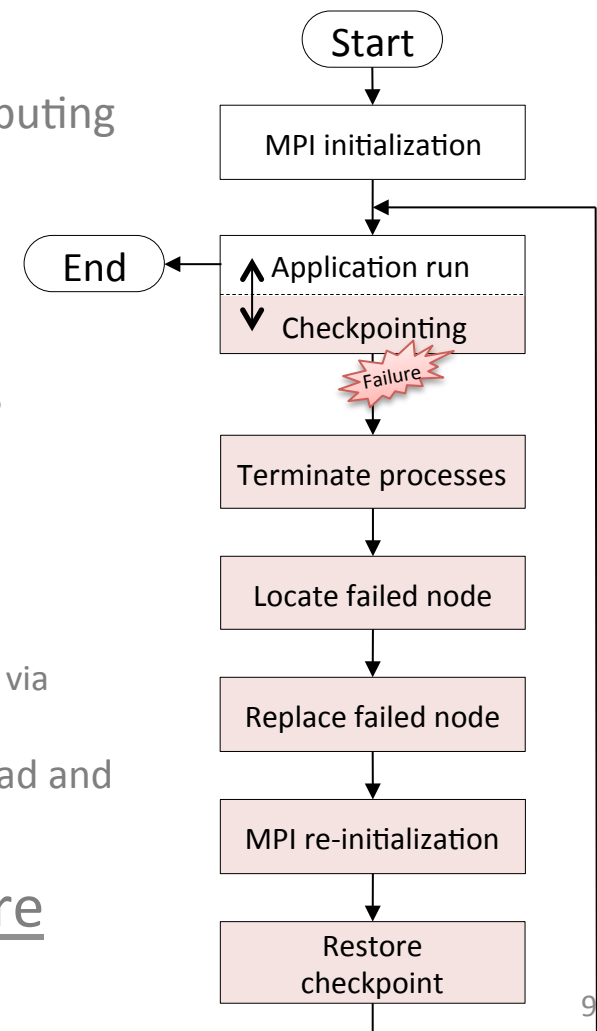 Start
puting
MPI initialization
End
Application run
Checkpointing
Failure
Terminate processes
Locate failed node
via
Replace failed node
ad and
MPI re-initialization
re
Restore
checkpoint
9